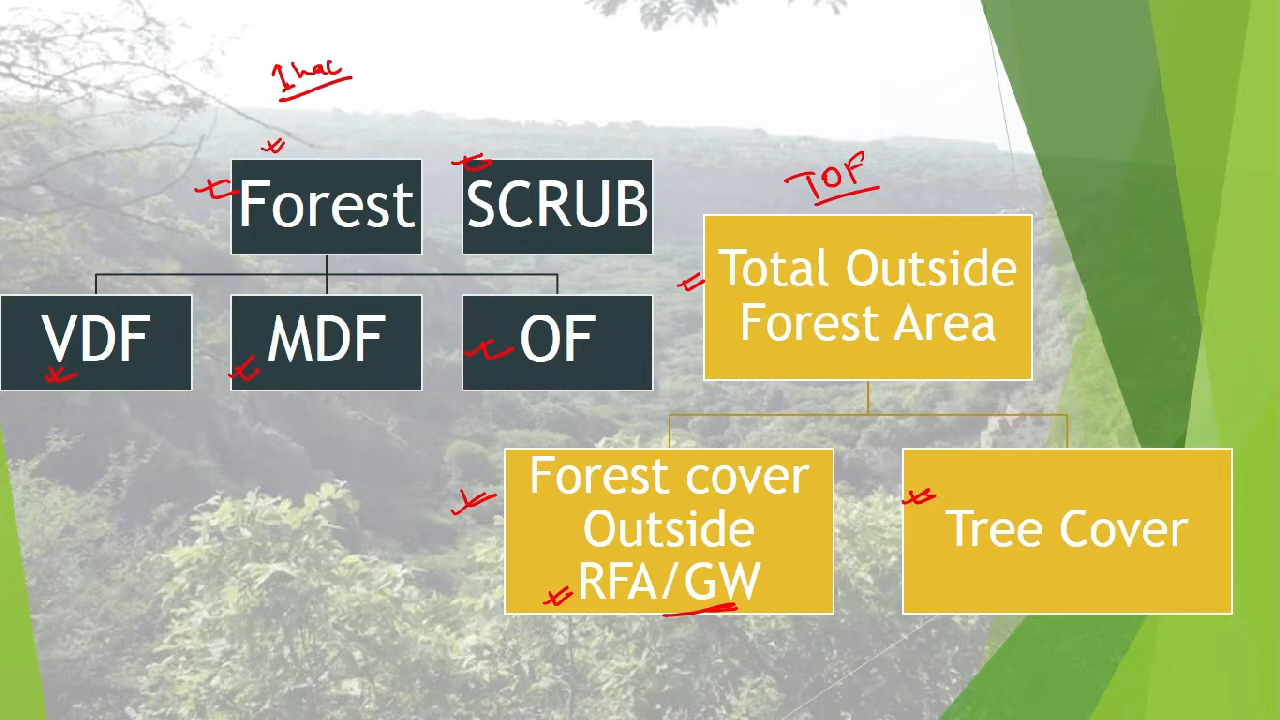 1 hac
Forest
SCRUB
VDF
MDF
OF
TOF
Total Outside
Forest Area
Forest cover
Outside
RFA/GW
Tree Cover